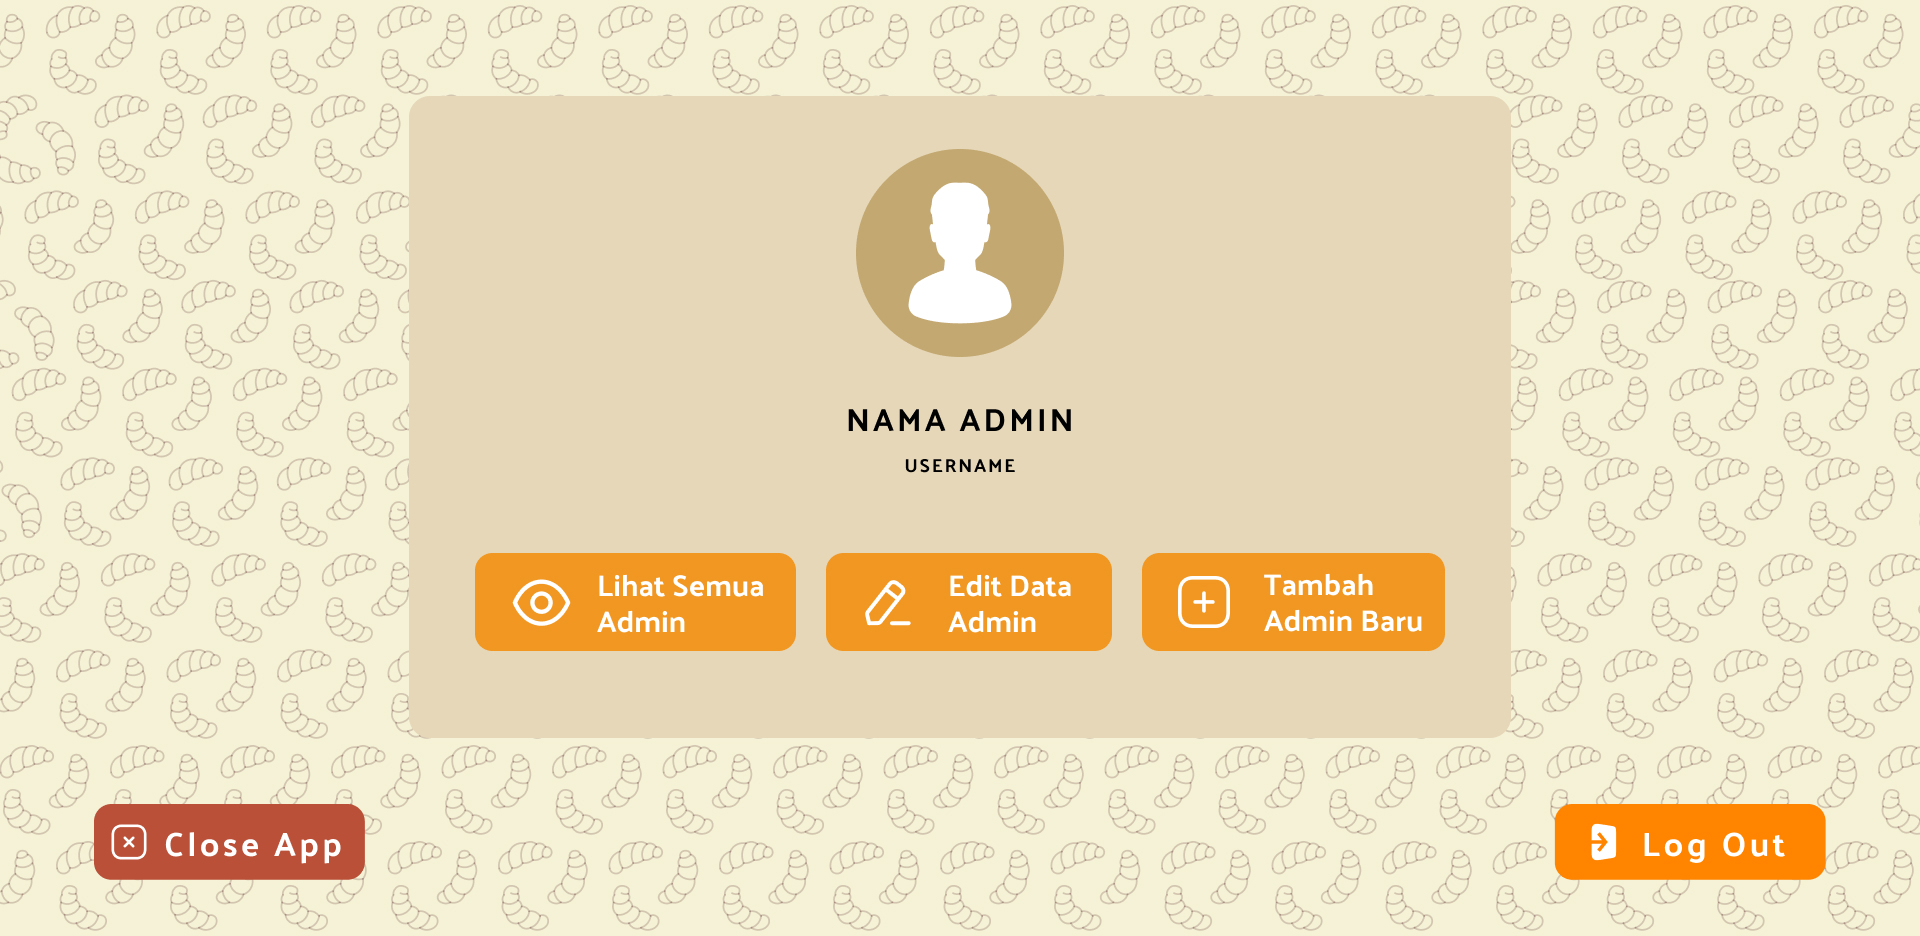 NAMA ADMIN
USERNAME
Lihat Semua
Admin
Edit Data
Admin
Tambah
Admin Baru
Close App
Log Out